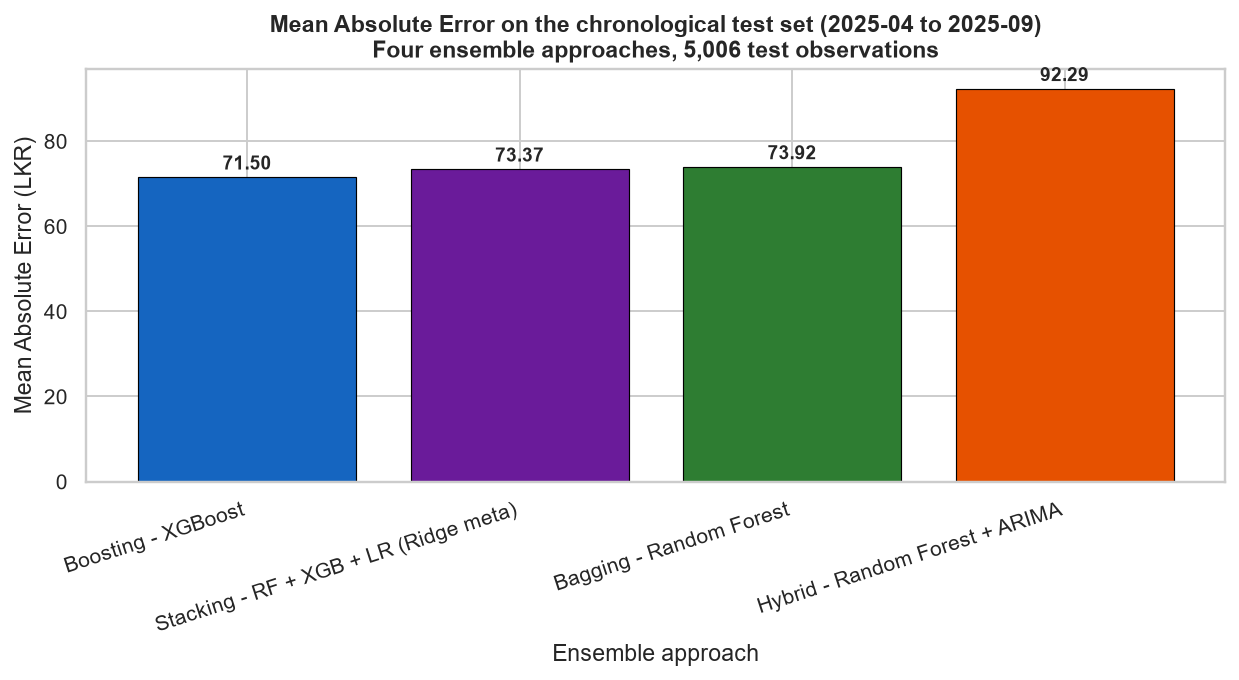 Mean Absolute Error on the chronological test set (2025-04 to 2025-09)
Four ensemble approaches, 5,006 test observations
Mean Absolute Error (LKR)
80
60
40
20
0
71.50
73.37
73.92
92.29
Boosting - XGBoost
Stacking - RF + XGB + LR (Ridge meta)
Bagging - Random Forest
Hybrid - Random Forest + ARIMA
Ensemble approach